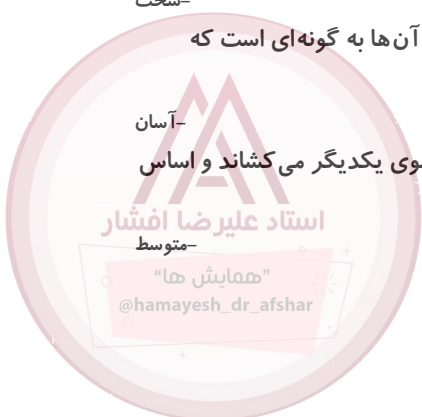 -سخت
آن‌ها به گونه‌ای است که
-آسان
سوی یکدیگر می‌کشاند و اساس
استاد علیرضا افشار
-متوسط
"همایش ها"
@hamayesh_dr_afshar